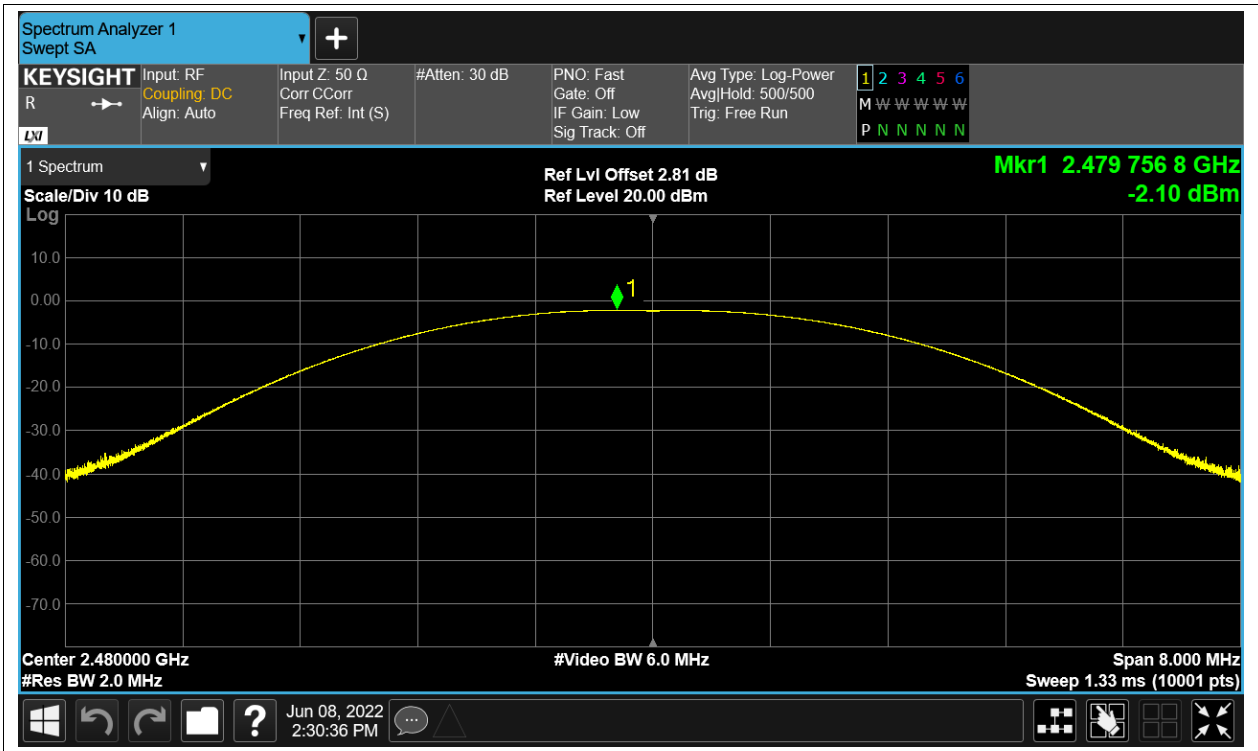 Spectrum Analyzer 1
Swept SA
KEYSIGHT
R
LXI
Input: RF
Coupling: DC
Align: Auto
Input Z: 50 Ω
Corr CCorr
Freq Ref: Int (S)
#Atten: 30 dB
PNO: Fast
Gate: Off
IF Gain: Low
Sig Track: Off
Avg Type: Log-Power
Avg|Hold: 500/500
Trig: Free Run
1 2 3 4 5 6
M W W W W W
P N N N N N
1 Spectrum
Scale/Div 10 dB
Log
Ref Lvl Offset 2.81 dB
Ref Level 20.00 dBm
Mkr1 2.479 756 8 GHz
-2.10 dBm
10.0
0.00
-10.0
-20.0
-30.0
-40.0
-50.0
-60.0
-70.0
1
Center 2.480000 GHz
#Res BW 2.0 MHz
#Video BW 6.0 MHz
Span 8.000 MHz
Sweep 1.33 ms (10001 pts)
?
Jun 08, 2022
2:30:36 PM